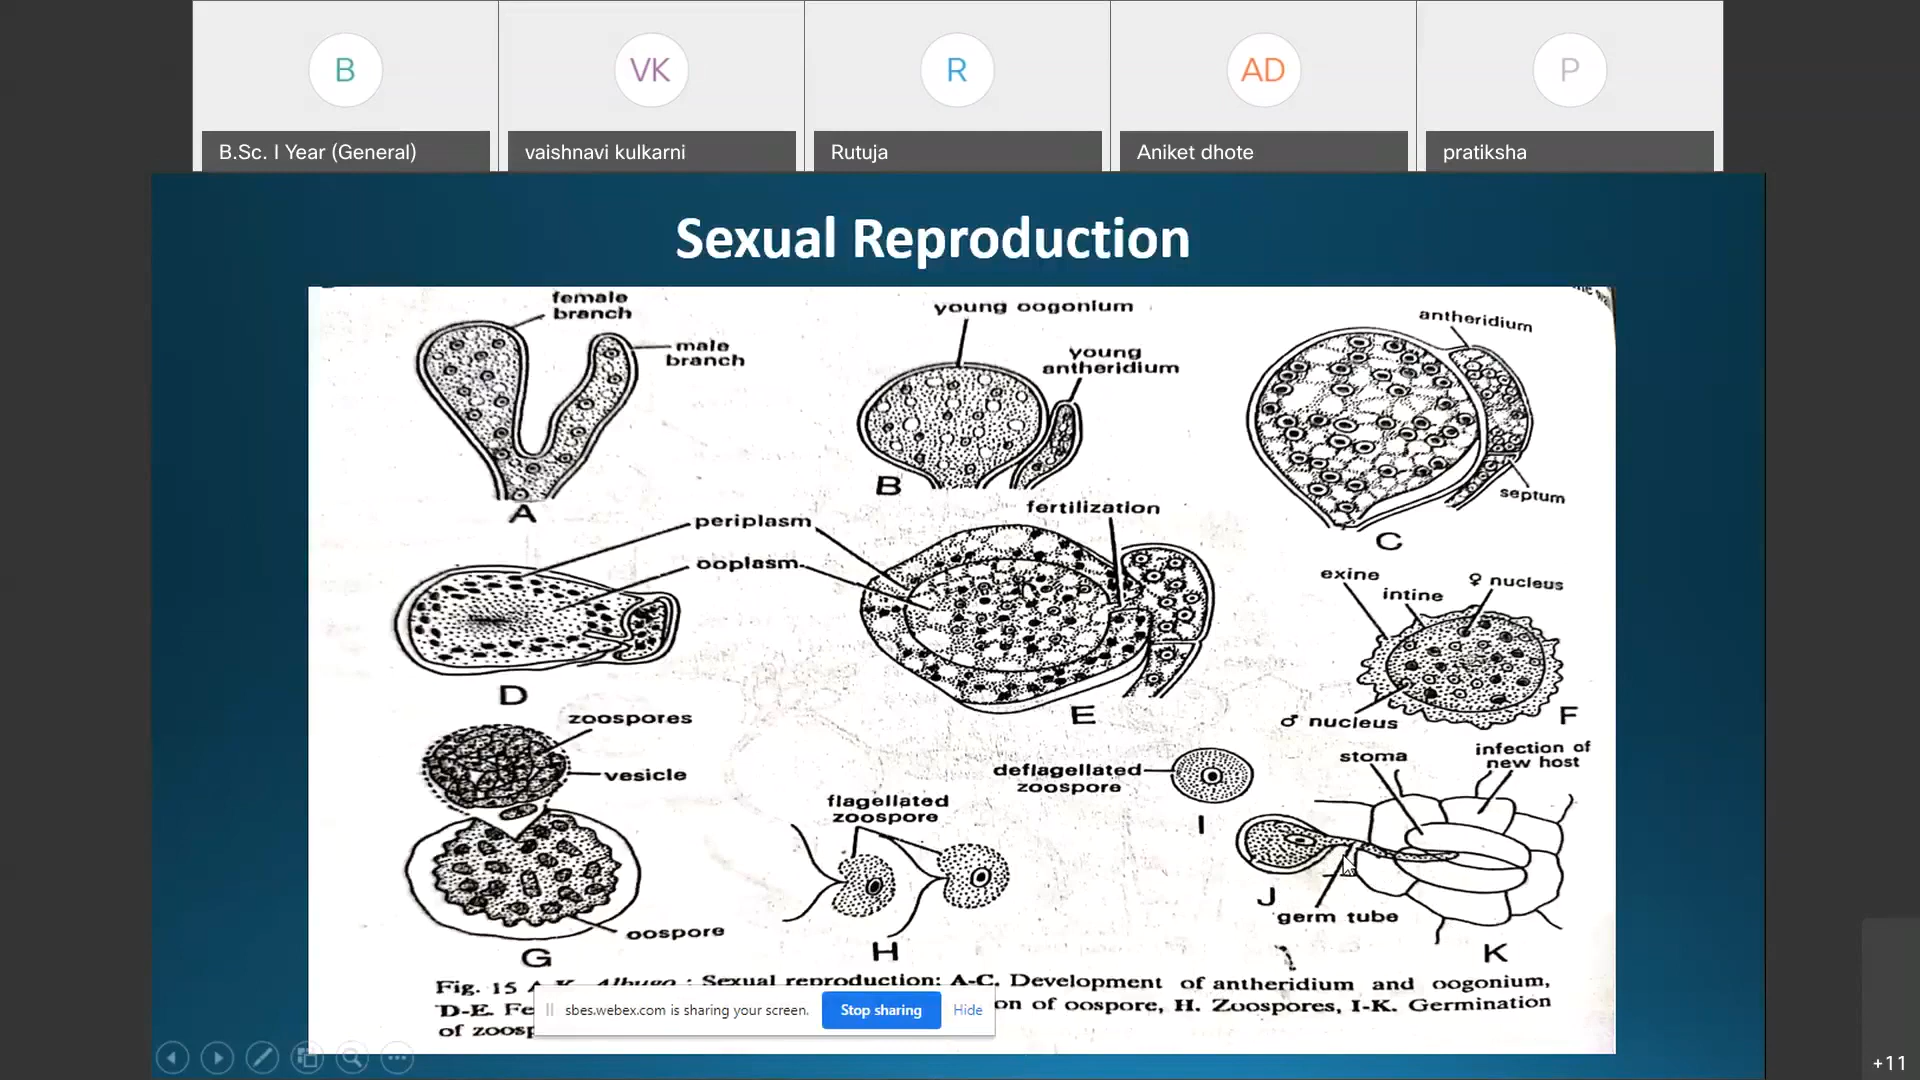 B
VK
R
AD
P
B.Sc. I Year (General)
vaishnavi kulkarni
Rutuja
Aniket dhote
pratiksha
Sexual Reproduction
female
branch
male
branch
A
young oogonium
young
antheridium
B
antheridium
septum
C
periplasm
ooplasm
D
fertilization
E
exine
intine
♀ nucleus
♂ nucleus
F
zoospores
vesicle
oospore
G
flagellated
zoospore
H
deflagellated
zoospore
I
germ tube
J
stoma
infection of
new host
K
Fig. 15 Albugo : Sexual reproduction; A-C. Development of antheridium and oogonium,
D-E. of oospore, H. Zoospores, I-K. Germination
of
sbes.webex.com is sharing your screen.
Stop sharing
Hide
+11